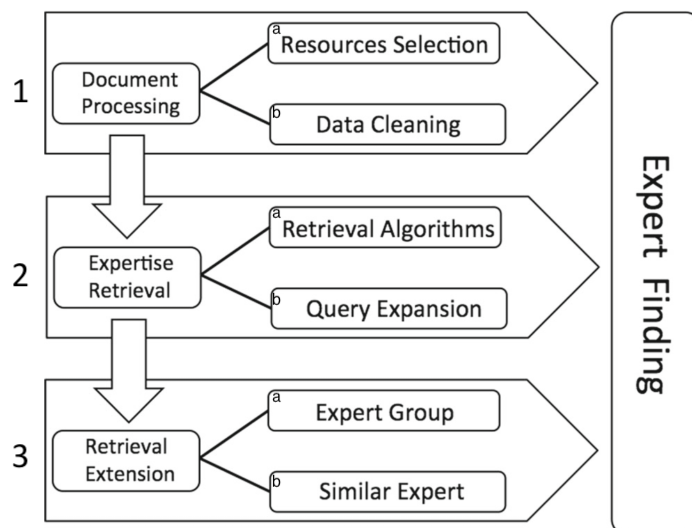 1
Document
Processing
a
Resources Selection
b
Data Cleaning
2
Expertise
Retrieval
a
Retrieval Algorithms
b
Query Expansion
3
Retrieval
Extension
a
Expert Group
b
Similar Expert
Expert Finding